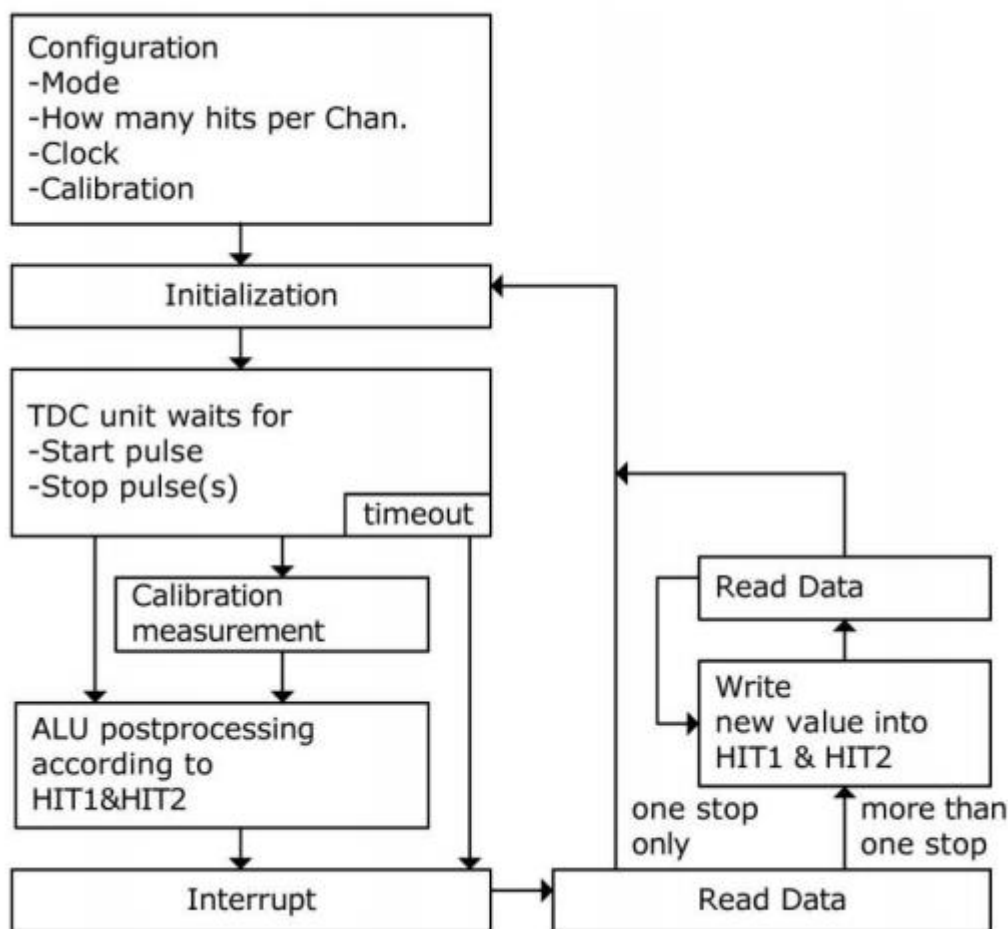 Configuration
-Mode
-How many hits per Chan.
-Clock
-Calibration
Initialization
TDC unit waits for
-Start pulse
-Stop pulse(s)
timeout
Calibration
measurement
ALU postprocessing
according to
HIT1&HIT2
Interrupt
Read Data
Write
new value into
HIT1 & HIT2
one stop
only
more than
one stop
Read Data